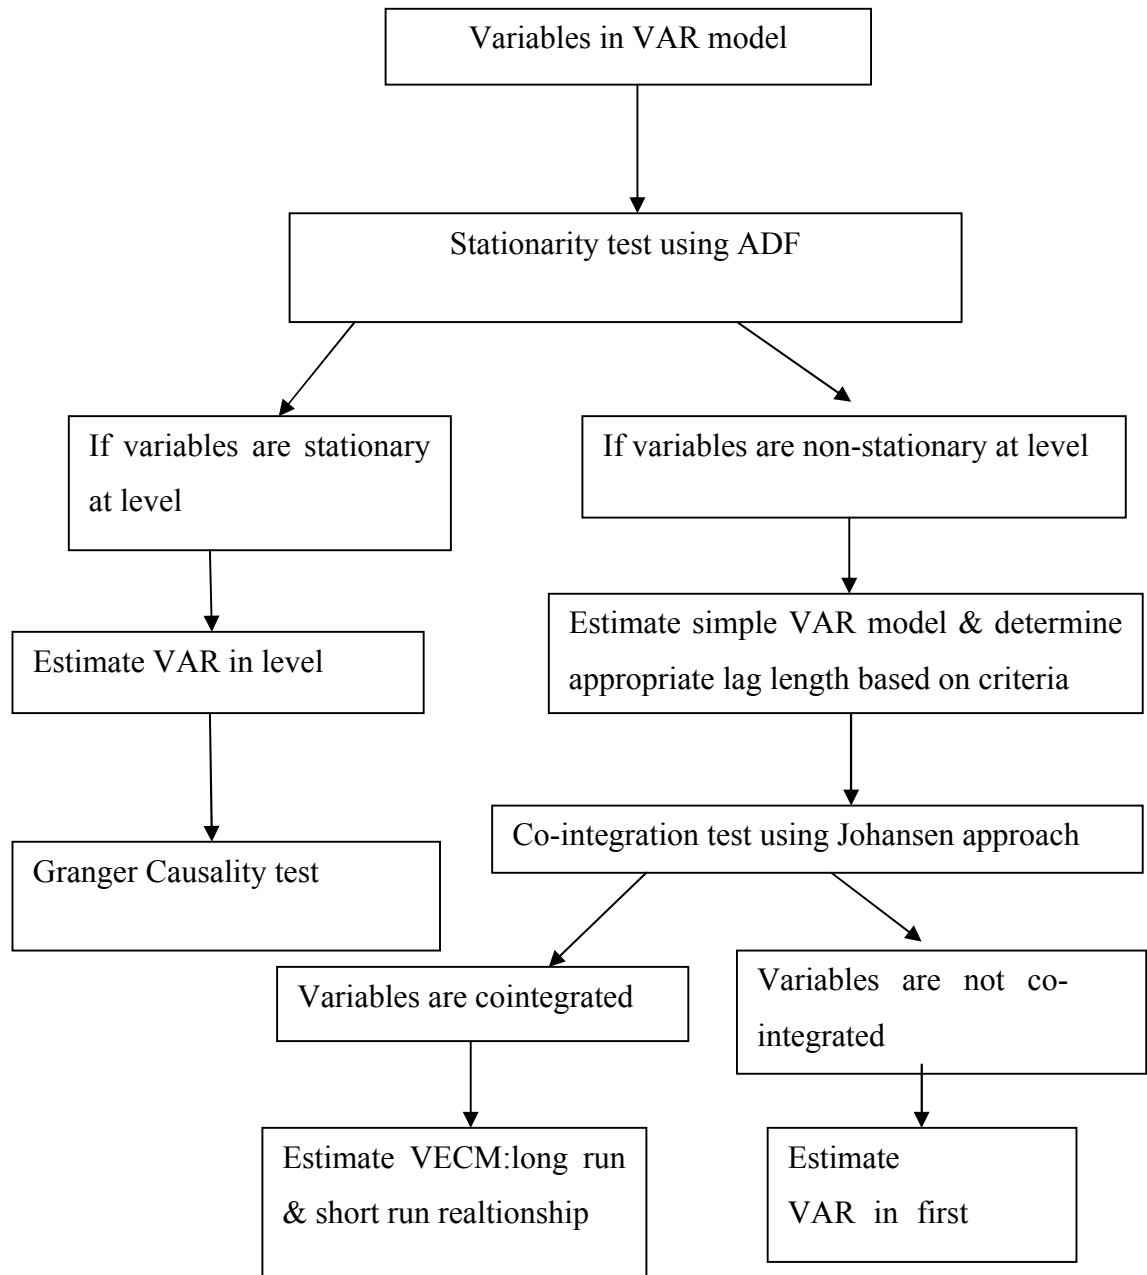 Variables in VAR model
Stationarity test using ADF
If variables are stationary
at level
If variables are non-stationary at level
Estimate VAR in level
Estimate simple VAR model & determine
appropriate lag length based on criteria
Granger Causality test
Co-integration test using Johansen approach
Variables are cointegrated
Variables are not co-
integrated
Estimate VECM:long run
& short run realtionship
Estimate
VAR in first